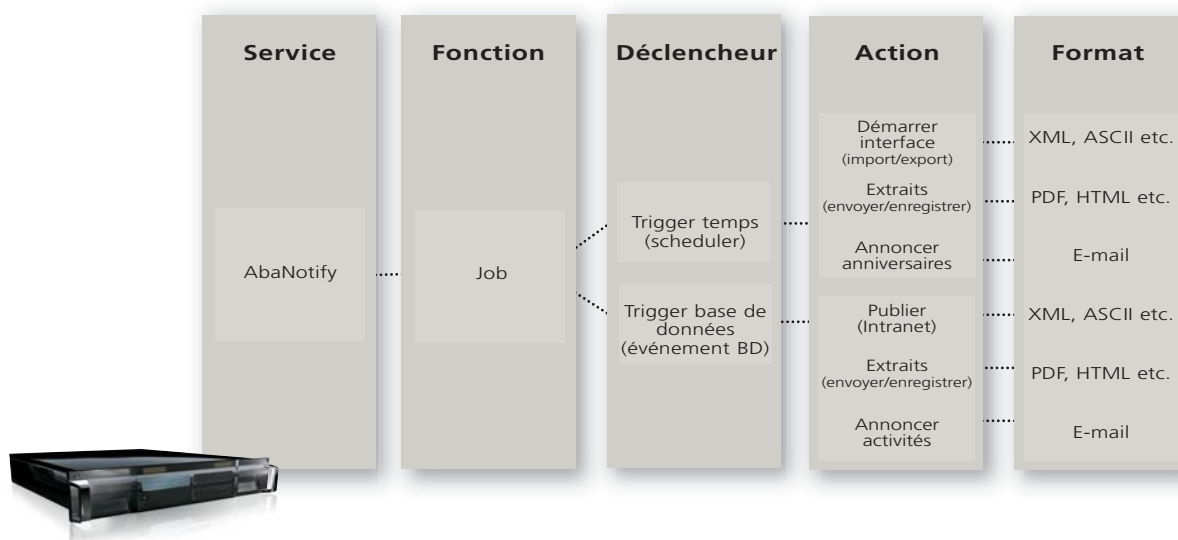 Service
Fonction
Déclencheur
Action
Format
AbaNotify
Job
Trigger temps
(scheduler)
Trigger base de
données
(événement BD)
Démarrer
interface
(import/export)
Extraits
(envoyer/enregistrer)
Annoncer
anniversaires
Publier
(Intranet)
Extraits
(envoyer/enregistrer)
Annoncer
activités
XML, ASCII etc.
PDF, HTML etc.
E-mail
XML, ASCII etc.
PDF, HTML etc.
E-mail